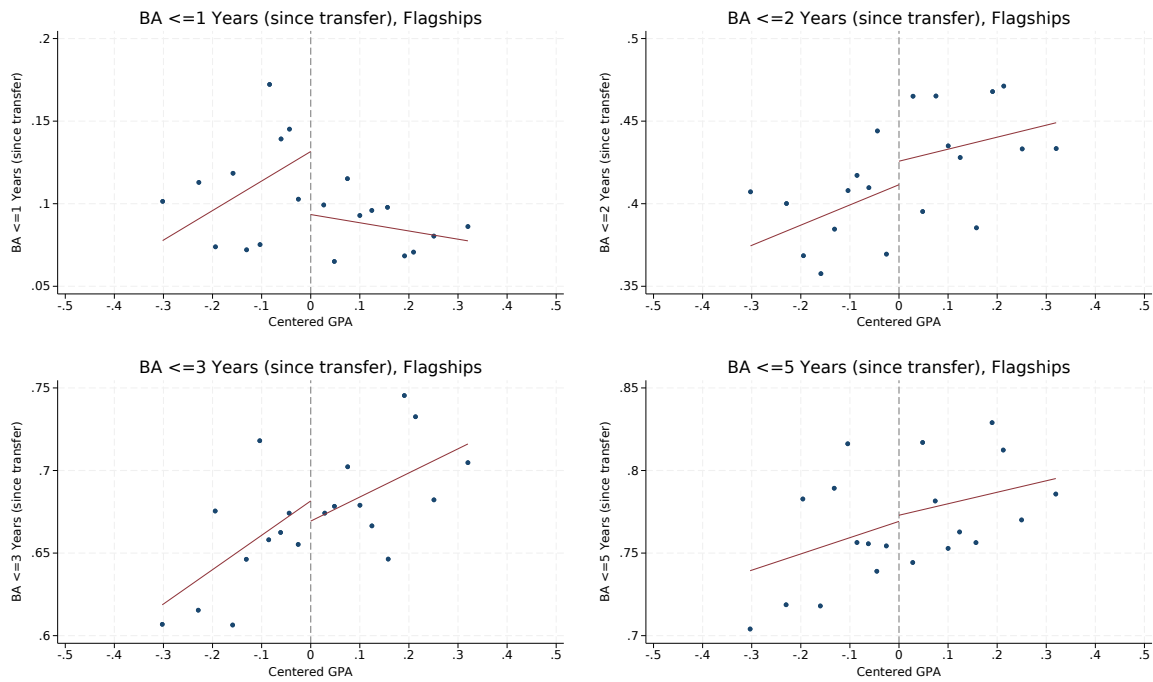 BA <=1 Years (since transfer), Flagships
BA <=1 Years (since transfer)
.2
.15
.1
.05
-.5 -.4 -.3 -.2 -.1 0 .1 .2 .3 .4 .5
Centered GPA
BA <=2 Years (since transfer), Flagships
BA <=2 Years (since transfer)
.5
.45
.4
.35
-.5 -.4 -.3 -.2 -.1 0 .1 .2 .3 .4 .5
Centered GPA
BA <=3 Years (since transfer), Flagships
BA <=3 Years (since transfer)
.75
.7
.65
.6
-.5 -.4 -.3 -.2 -.1 0 .1 .2 .3 .4 .5
Centered GPA
BA <=5 Years (since transfer), Flagships
BA <=5 Years (since transfer)
.85
.8
.75
.7
-.5 -.4 -.3 -.2 -.1 0 .1 .2 .3 .4 .5
Centered GPA